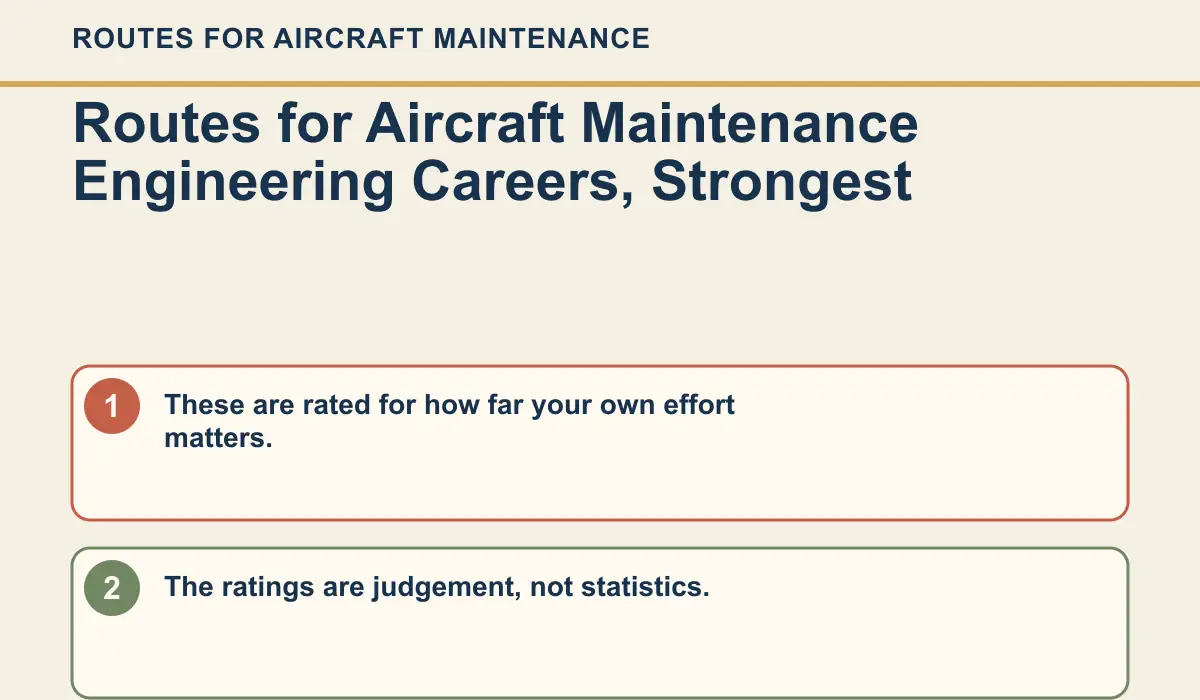 ROUTES FOR AIRCRAFT MAINTENANCE
Routes for Aircraft Maintenance
Engineering Careers, Strongest
1
These are rated for how far your own effort
matters.
2
The ratings are judgement, not statistics.